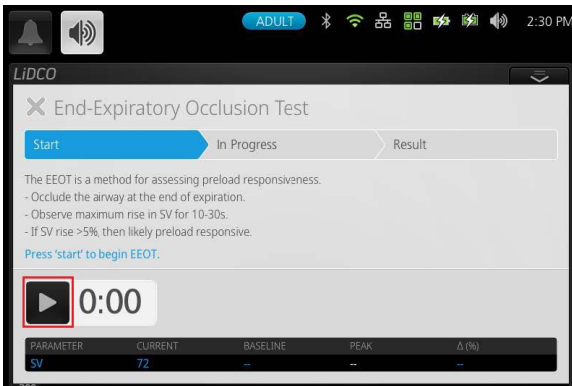 ADULT 2:30 PM
LiDCO
End-Expiratory Occlusion Test
Start In Progress Result
The EEOT is a method for assessing preload responsiveness.
- Occlude the airway at the end of expiration.
- Observe maximum rise in SV for 10-30s.
- If SV rise >5%, then likely preload responsive.
Press 'start' to begin EEOT.
0:00
PARAMETER CURRENT BASELINE PEAK Δ (%)
SV 72 -- -- --